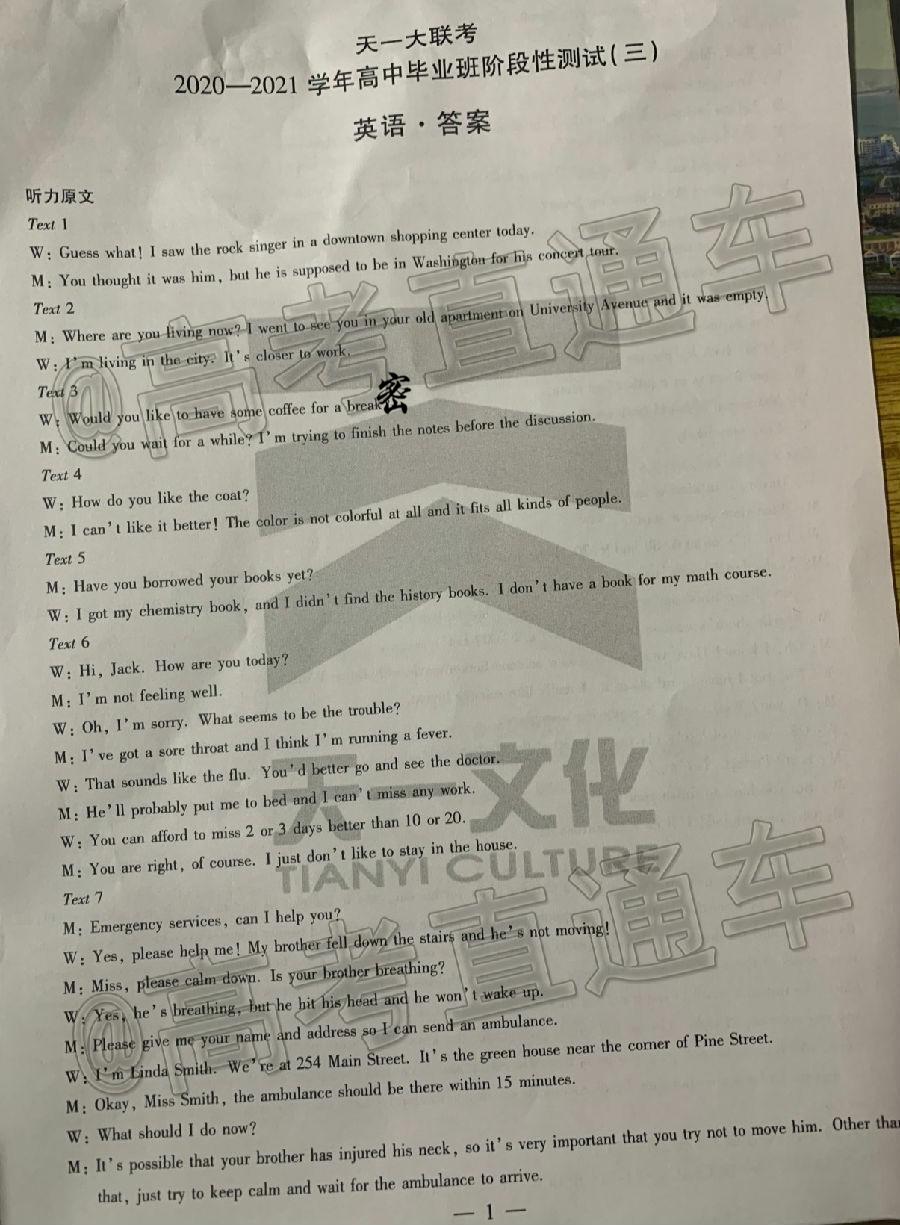 天一大联考
2020—2021学年高中毕业班阶段性测试(三)
英语·答案
听力原文
Text 1
W: Guess what! I saw the rock singer in a downtown shopping center today.
M: You thought it was him, but he is supposed to be in Washington for his concert tour.
Text 2
M: Where are you living now? I went to see you in your old apartment on University Avenue and it was empty.
W: I'm living in the city. It's closer to work.
Text 3
W: Would you like to have some coffee for a break
密
M: Could you wait for a while? I'm trying to finish the notes before the discussion.
Text 4
W: How do you like the coat?
M: I can't like it better! The color is not colorful at all and it fits all kinds of people.
Text 5
M: Have you borrowed your books yet?
W: I got my chemistry book, and I didn't find the history books. I don't have a book for my math course.
Text 6
W: Hi, Jack. How are you today?
M: I'm not feeling well.
W: Oh, I'm sorry. What seems to be the trouble?
M: I've got a sore throat and I think I'm running a fever.
W: That sounds like the flu. You'd better go and see the doctor.
M: He'll probably put me to bed and I can't miss any work.
W: You can afford to miss 2 or 3 days better than 10 or 20.
M: You are right, of course. I just don't like to stay in the house.
Text 7
M: Emergency services, can I help you?
W: Yes, please help me! My brother fell down the stairs and he's not moving!
M: Miss, please calm down. Is your brother breathing?
W: Yes, he's breathing, but he hit his head and he won't wake up.
M: Please give me your name and address so I can send an ambulance.
W: I'm Linda Smith. We're at 254 Main Street. It's the green house near the corner of Pine Street.
M: Okay, Miss Smith, the ambulance should be there within 15 minutes.
W: What should I do now?
M: It's possible that your brother has injured his neck, so it's very important that you try not to move him. Other than
that, just try to keep calm and wait for the ambulance to arrive.
— 1 —
@高考直通车
天一文化
TIANYI CULTURE
@高考直通车